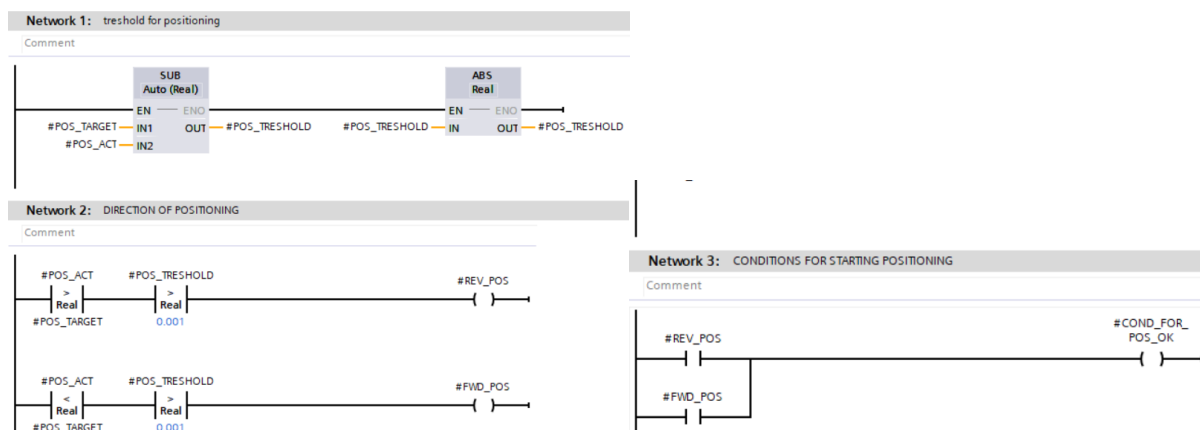 Network 1: treshold for positioning
Comment
SUB
Auto (Real)
EN ENO
#POS_TARGET IN1 OUT #POS_TRESHOLD
#POS_ACT IN2
ABS
Real
EN ENO
#POS_TRESHOLD IN OUT #POS_TRESHOLD
Network 2: DIRECTION OF POSITIONING
Comment
#POS_ACT #POS_TRESHOLD #REV_POS
> >
Real Real
#POS_TARGET 0.001
#POS_ACT #POS_TRESHOLD #FWD_POS
< >
Real Real
#POS_TARGET 0.001
Network 3: CONDITIONS FOR STARTING POSITIONING
Comment
#REV_POS
#COND_FOR_
POS_OK
#FWD_POS